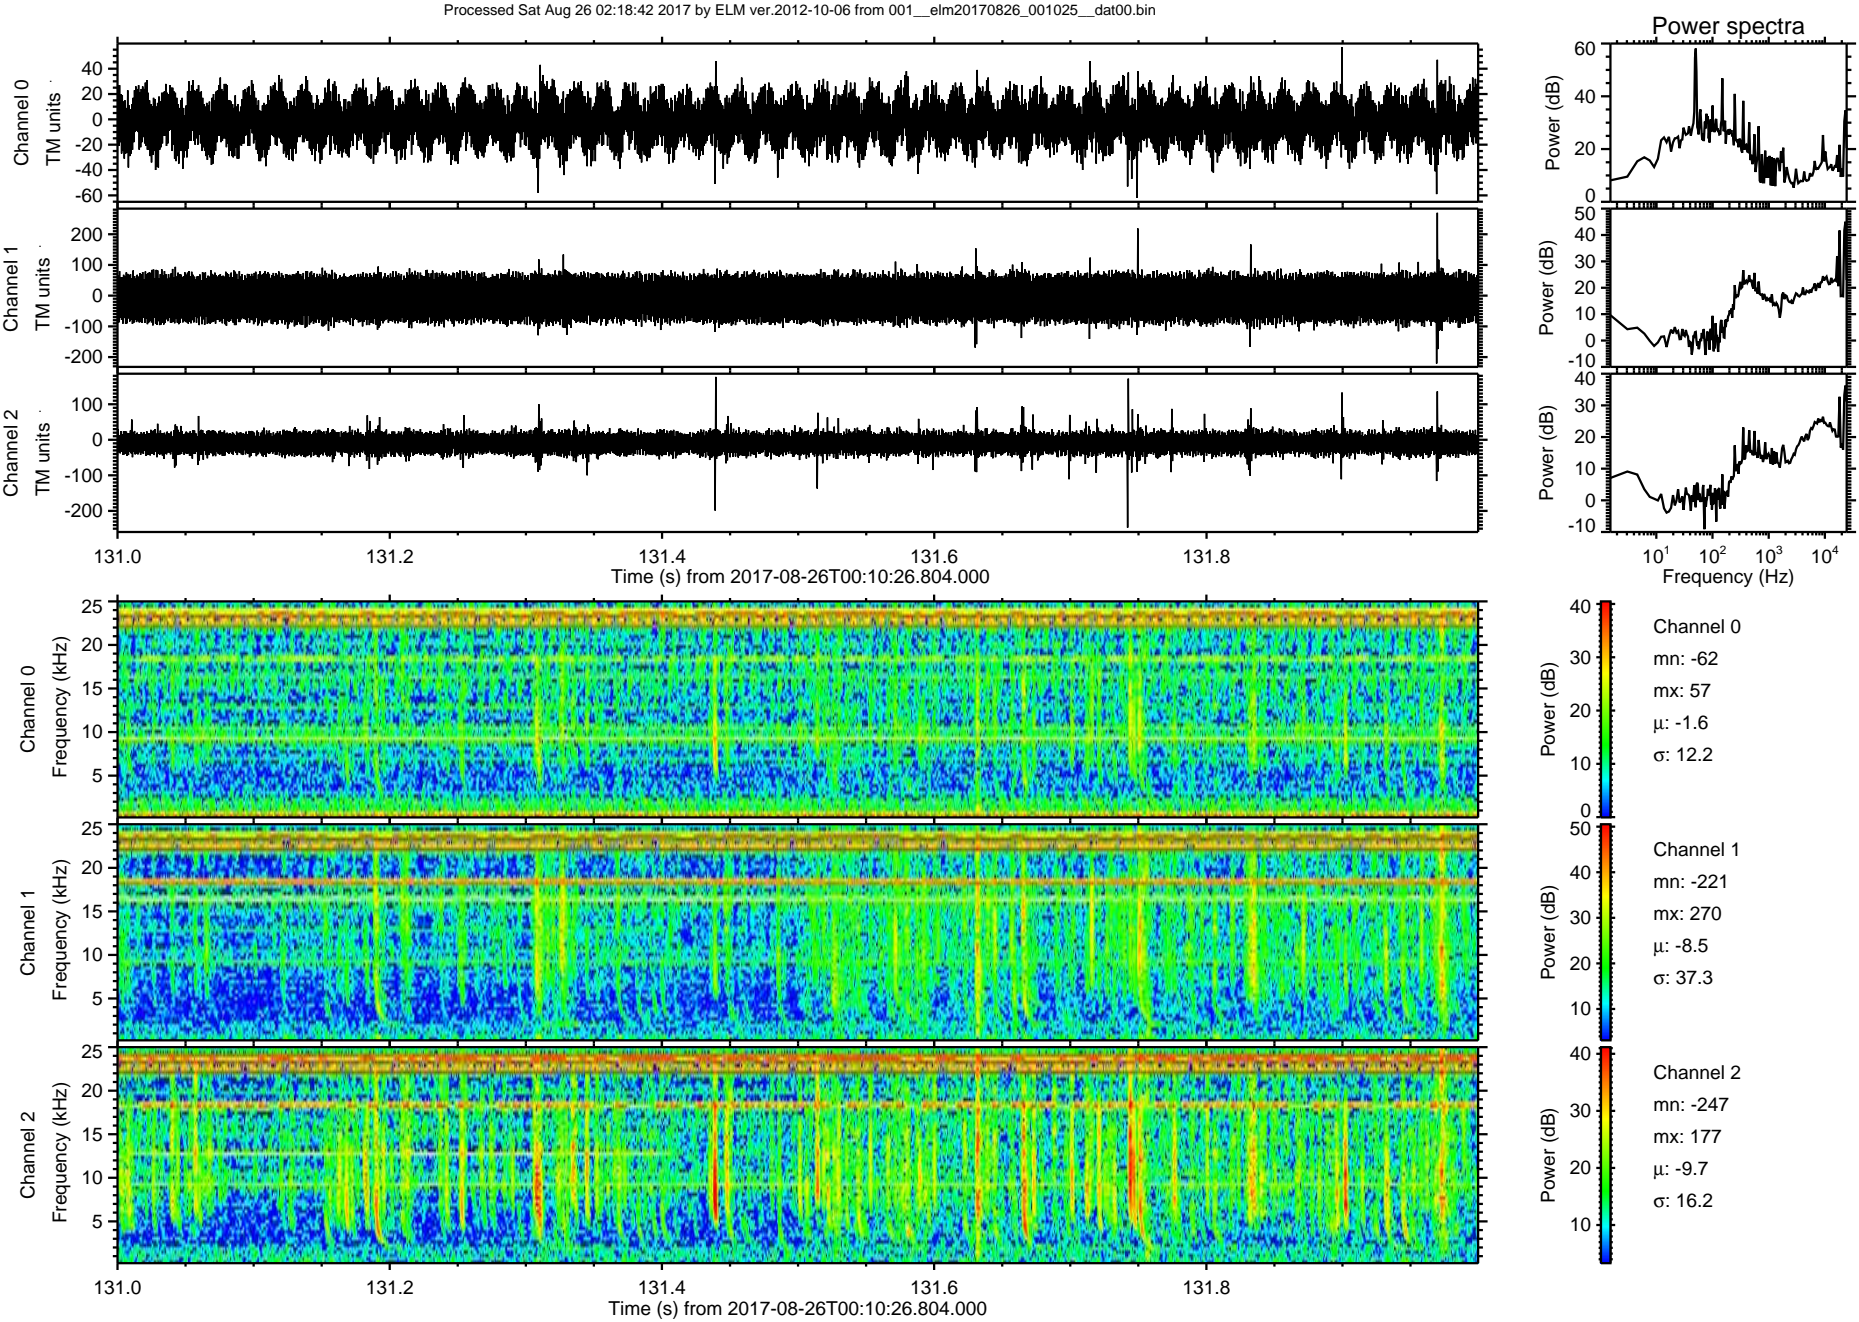 Processed Sat Aug 26 02:18:42 2017 by ELM ver.2012-10-06 from 001__elm20170826_001025__dat00.bin
Power spectra
Channel 0
TM units
40
20
0
-20
-40
-60
Power (dB)
60
40
20
0
Channel 1
TM units
200
100
0
-100
-200
Power (dB)
50
40
30
20
10
0
-10
Channel 2
TM units
100
0
-100
-200
Power (dB)
40
30
20
10
0
-10
131.0 131.2 131.4 131.6 131.8
Time (s) from 2017-08-26T00:10:26.804.000
10^1 10^2 10^3 10^4
Frequency (Hz)
Channel 0
Frequency (kHz)
25
20
15
10
5
Power (dB)
40
30
20
10
0
Channel 0
mn: -62
mx: 57
μ: -1.6
σ: 12.2
Channel 1
Frequency (kHz)
25
20
15
10
5
Power (dB)
50
40
30
20
10
Channel 1
mn: -221
mx: 270
μ: -8.5
σ: 37.3
Channel 2
Frequency (kHz)
25
20
15
10
5
Power (dB)
40
30
20
10
Channel 2
mn: -247
mx: 177
μ: -9.7
σ: 16.2
131.0 131.2 131.4 131.6 131.8
Time (s) from 2017-08-26T00:10:26.804.000